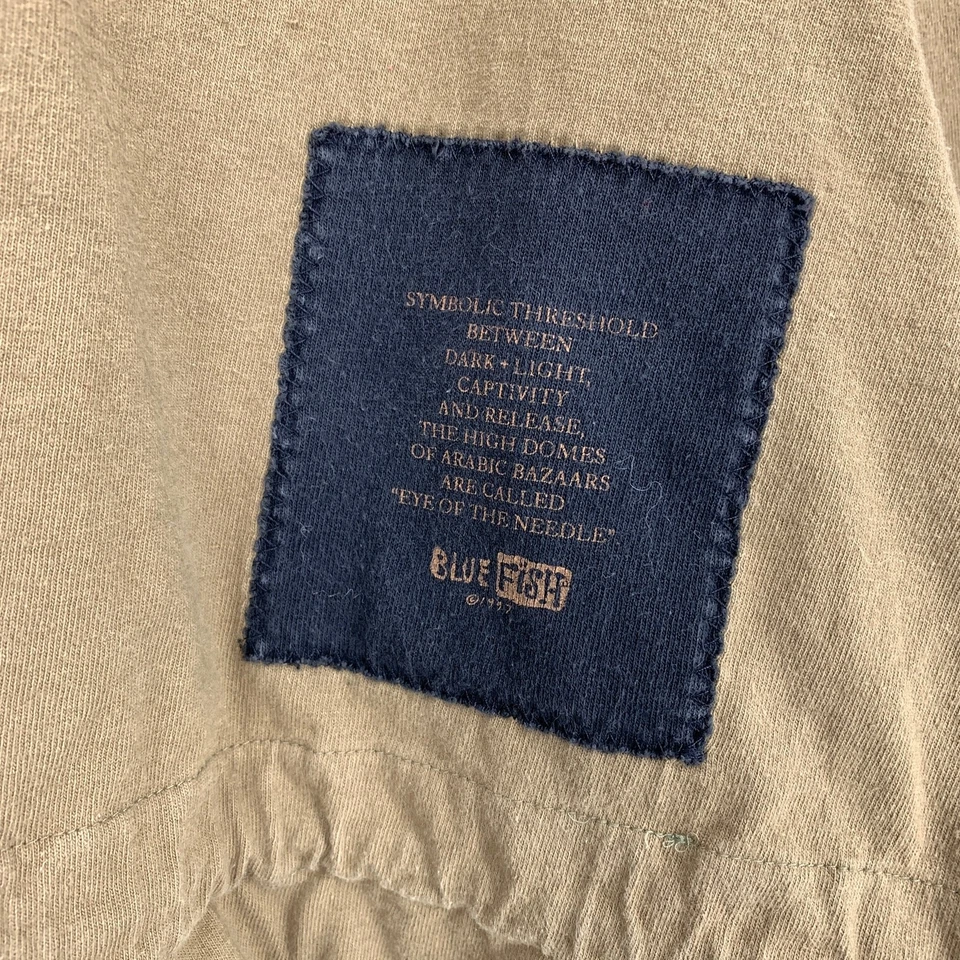 SYMBOLIC THRESHOLD
BETWEEN
DARK + LIGHT,
CAPTIVITY
AND RELEASE,
THE HIGH DOMES
OF ARABIC BAZAARS
ARE CALLED
"EYE OF THE NEEDLE"
BLUE FISH
©1997